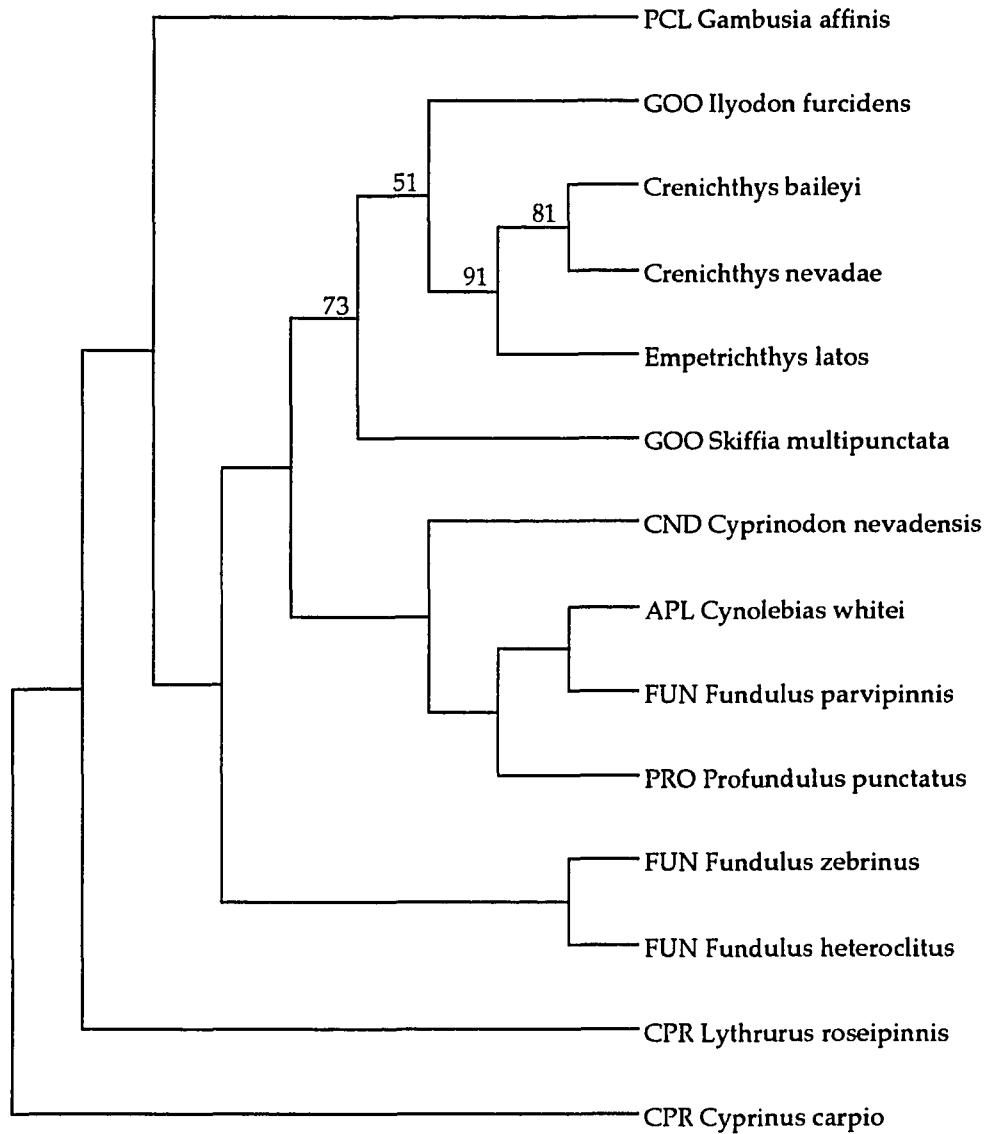 PCL Gambusia affinis
GOO Ilyodon furcidens
51
Crenichthys baileyi
81
Crenichthys nevadae
91
73
Empetrichthys latos
GOO Skiffia multipunctata
CND Cyprinodon nevadensis
APL Cynolebias whitei
FUN Fundulus parvipinnis
PRO Profundulus punctatus
FUN Fundulus zebrinus
FUN Fundulus heteroclitus
CPR Lythrurus roseipinnis
CPR Cyprinus carpio